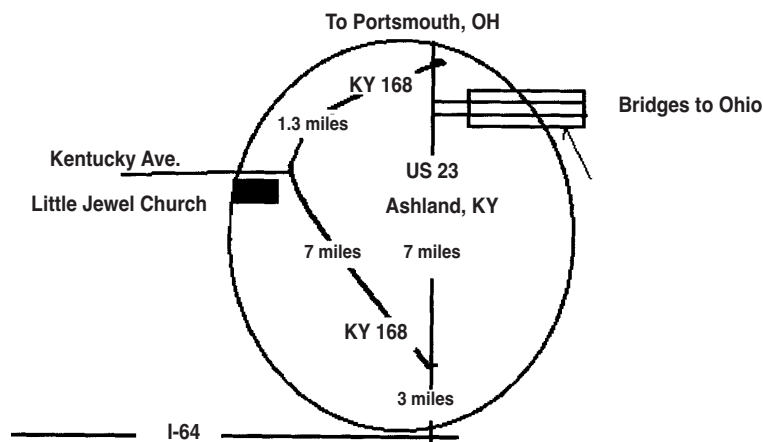 To Portsmouth, OH
KY 168
Bridges to Ohio
1.3 miles
Kentucky Ave.
US 23
Little Jewel Church
Ashland, KY
7 miles
7 miles
KY 168
3 miles
I-64